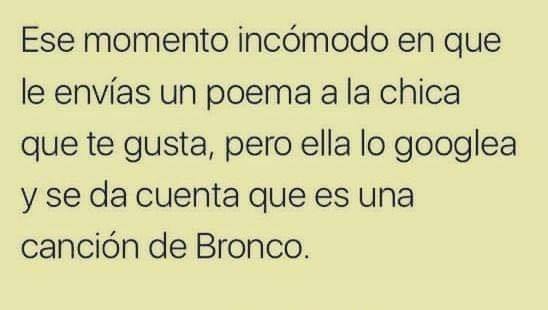 Ese momento incómodo en que
le envías un poema a la chica
que te gusta, pero ella lo googlea
y se da cuenta que es una
canción de Bronco.